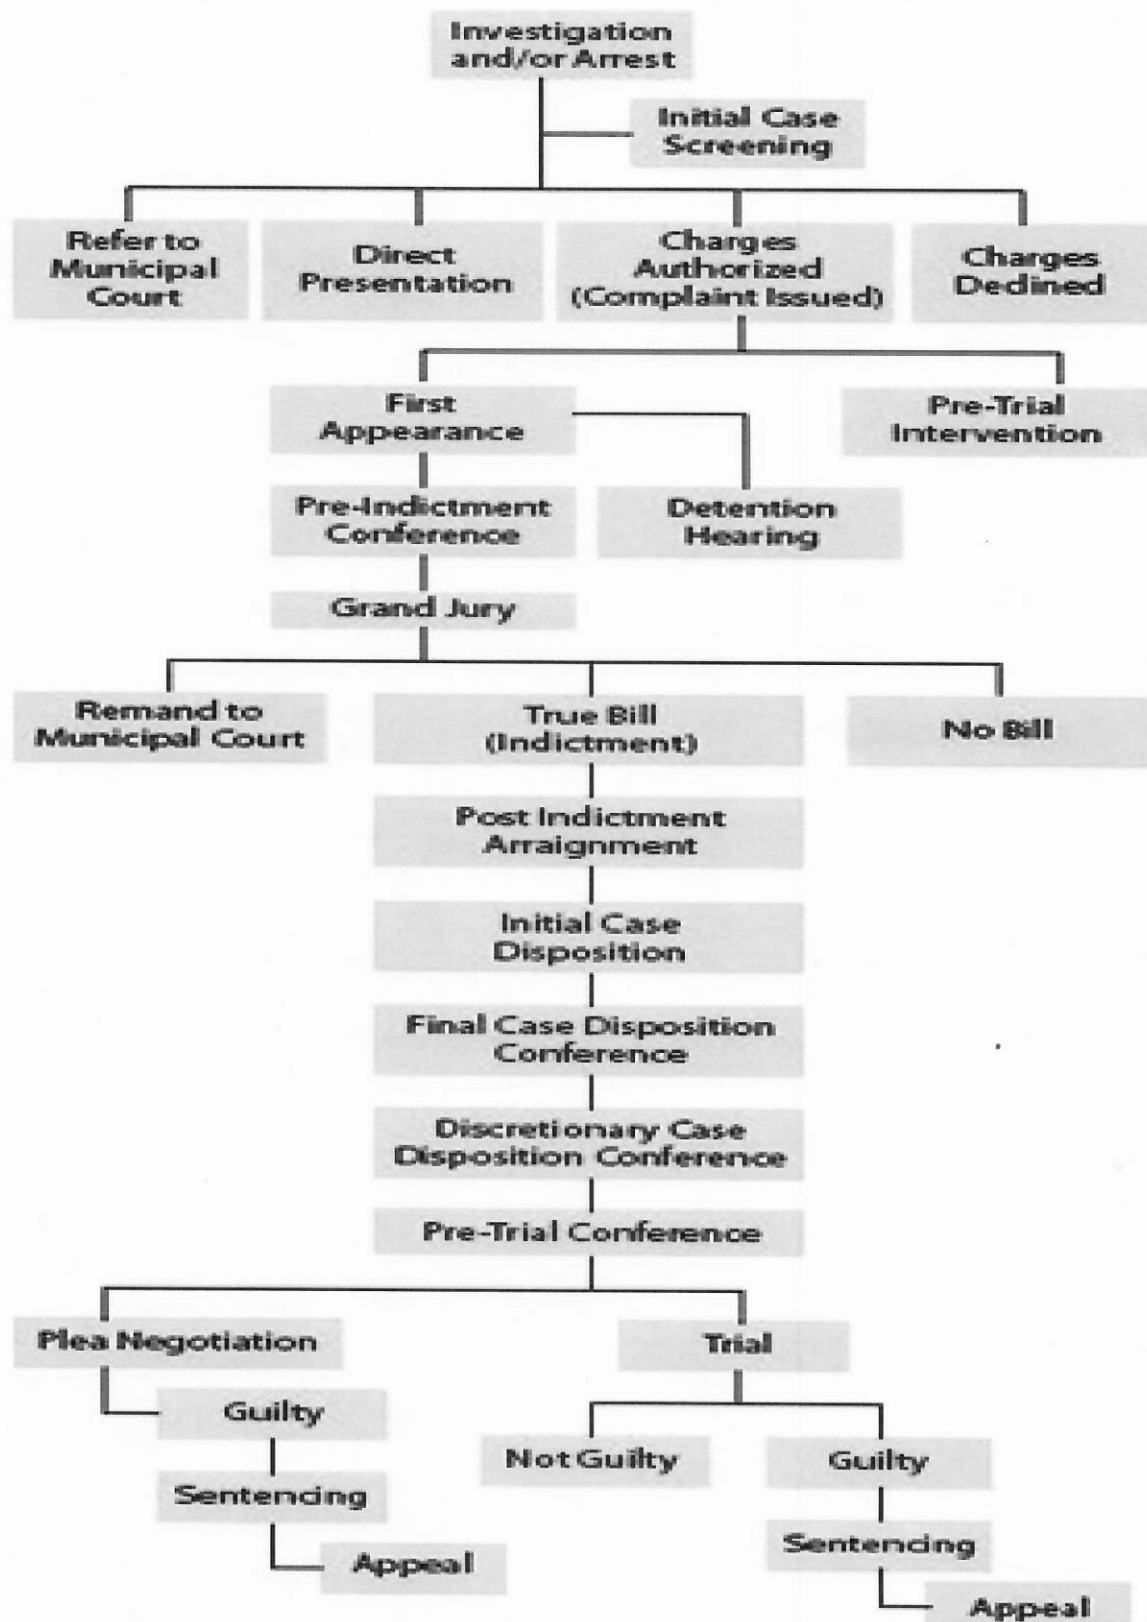 Investigation
and/or Arrest
Initial Case
Screening
Refer to
Municipal
Court
Direct
Presentation
Charges
Authorized
(Complaint Issued)
Charges
Declined
First
Appearance
Pre-Trial
Intervention
Pre-Indictment
Conference
Detention
Hearing
Grand Jury
Remand to
Municipal Court
True Bill
(Indictment)
No Bill
Post Indictment
Arraignment
Initial Case
Disposition
Final Case Disposition
Conference
Discretionary Case
Disposition Conference
Pre-Trial Conference
Plea Negotiation
Trial
Guilty
Not Guilty
Guilty
Sentencing
Sentencing
Appeal
Appeal